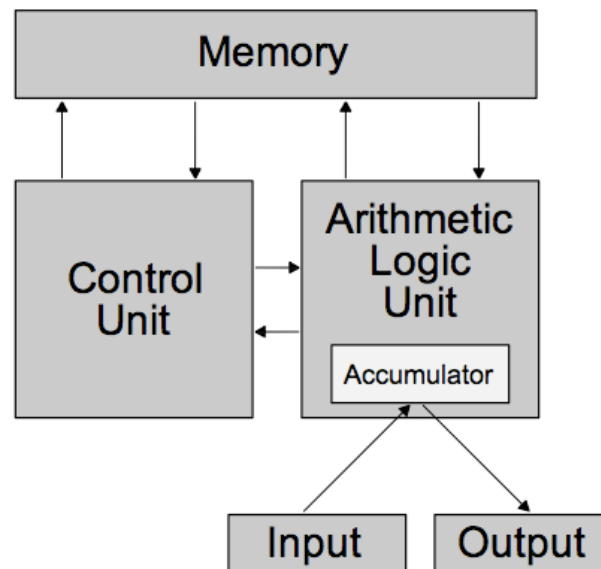 Memory
Control
Unit
Arithmetic
Logic
Unit
Accumulator
Input
Output